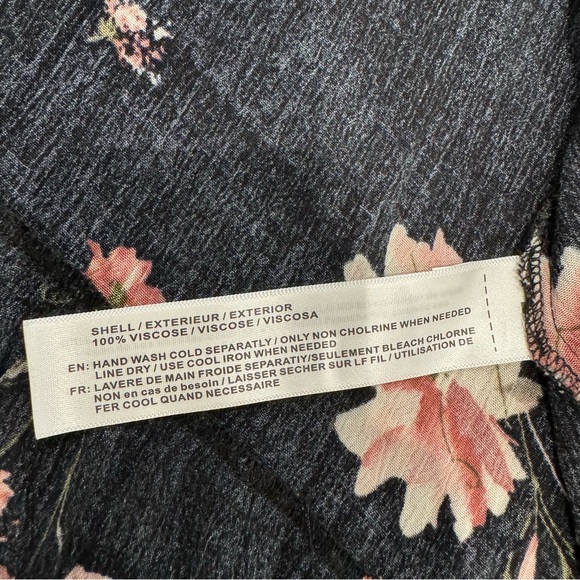 SHELL / EXTERIEUR / EXTERIOR
100% VISCOSE / VISCOSE / VISCOSA
EN: HAND WASH COLD SEPARATLY / ONLY NON CHOLRINE WHEN NEEDED
LINE DRY / USE COOL IRON WHEN NEEDED
FR: LAVERE DE MAIN FROIDE SEPARATIY/SEULEMENT BLEACH CHLORNE
NON en cas de besoin / LAISSER SECHER SUR LF FIL / UTILISATION DE
FER COOL QUAND NECESSAIRE